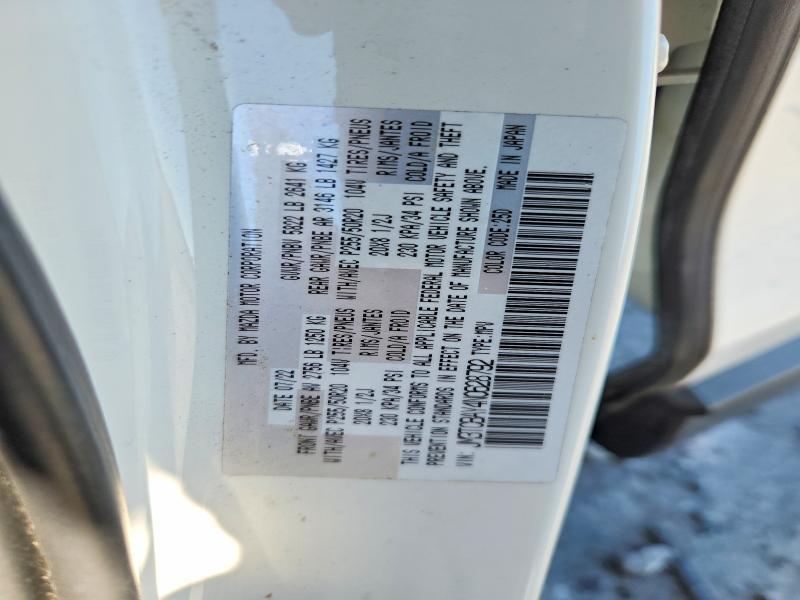 MFD. BY MAZDA MOTOR CORPORATION
DATE 07/22 GVWR/PNBV 5822 LB 2641 KG
FRONT GAWR/PNBE AV 2756 LB 1250 KG REAR GAWR/PNBE AR 3146 LB 1427 KG
WITH/AVEC P255/50R20 104V TIRES/PNEUS WITH/AVEC P255/50R20 104V TIRES/PNEUS
20X8 1/2J RIMS/JANTES 20X8 1/2J RIMS/JANTES
230 KPA/34 PSI COLD/A FROID 230 KPA/34 PSI COLD/A FROID
THIS VEHICLE CONFORMS TO ALL APPLICABLE FEDERAL MOTOR VEHICLE SAFETY AND THEFT
PREVENTION STANDARDS IN EFFECT ON THE DATE OF MANUFACTURE SHOWN ABOVE.
VIN: TYPE:MPV COLOR CODE:25D MADE IN JAPAN